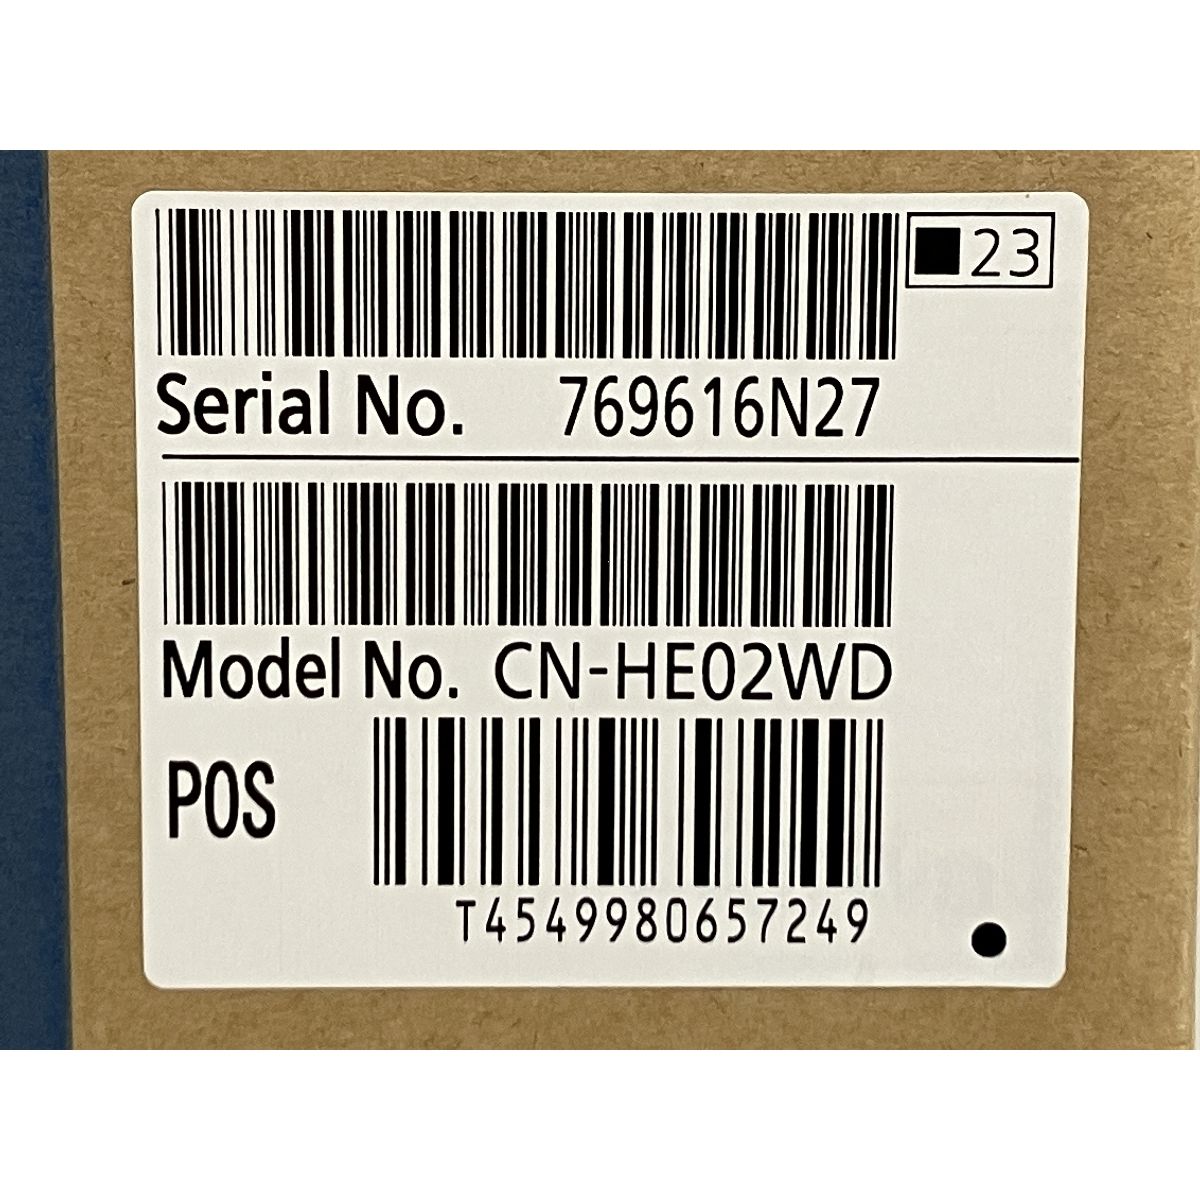 ■23
Serial No. 769616N27
Model No. CN-HE02WD
POS
T4549980657249